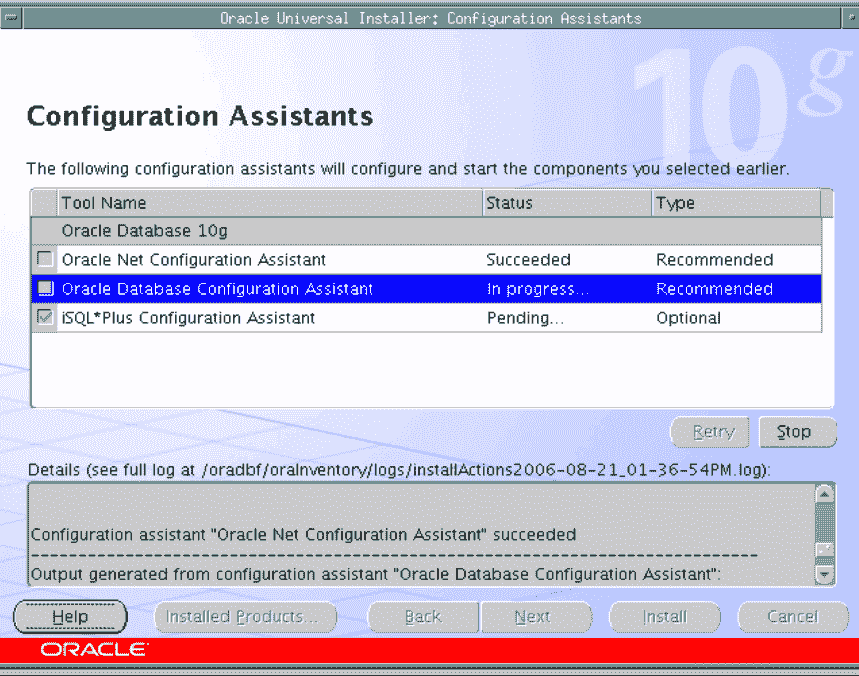 Oracle Universal Installer: Configuration Assistants
10g
Configuration Assistants
The following configuration assistants will configure and start the components you selected earlier.
Tool Name Status Type
Oracle Database 10g
Oracle Net Configuration Assistant Succeeded Recommended
Oracle Database Configuration Assistant In progress... Recommended
iSQL*Plus Configuration Assistant Pending... Optional
Retry Stop
Details (see full log at /oradbf/oraInventory/logs/installActions2006-08-21_01-36-54PM.log):
Configuration assistant "Oracle Net Configuration Assistant" succeeded
-----------------------------------------------------------------------------
Output generated from configuration assistant "Oracle Database Configuration Assistant":
Help Installed Products... Back Next Install Cancel
ORACLE